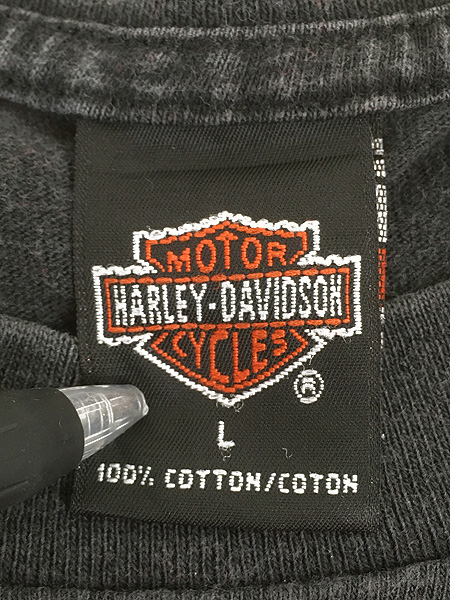 MOTOR
HARLEY-DAVIDSON
CYCLES
®
L
100% COTTON/COTON